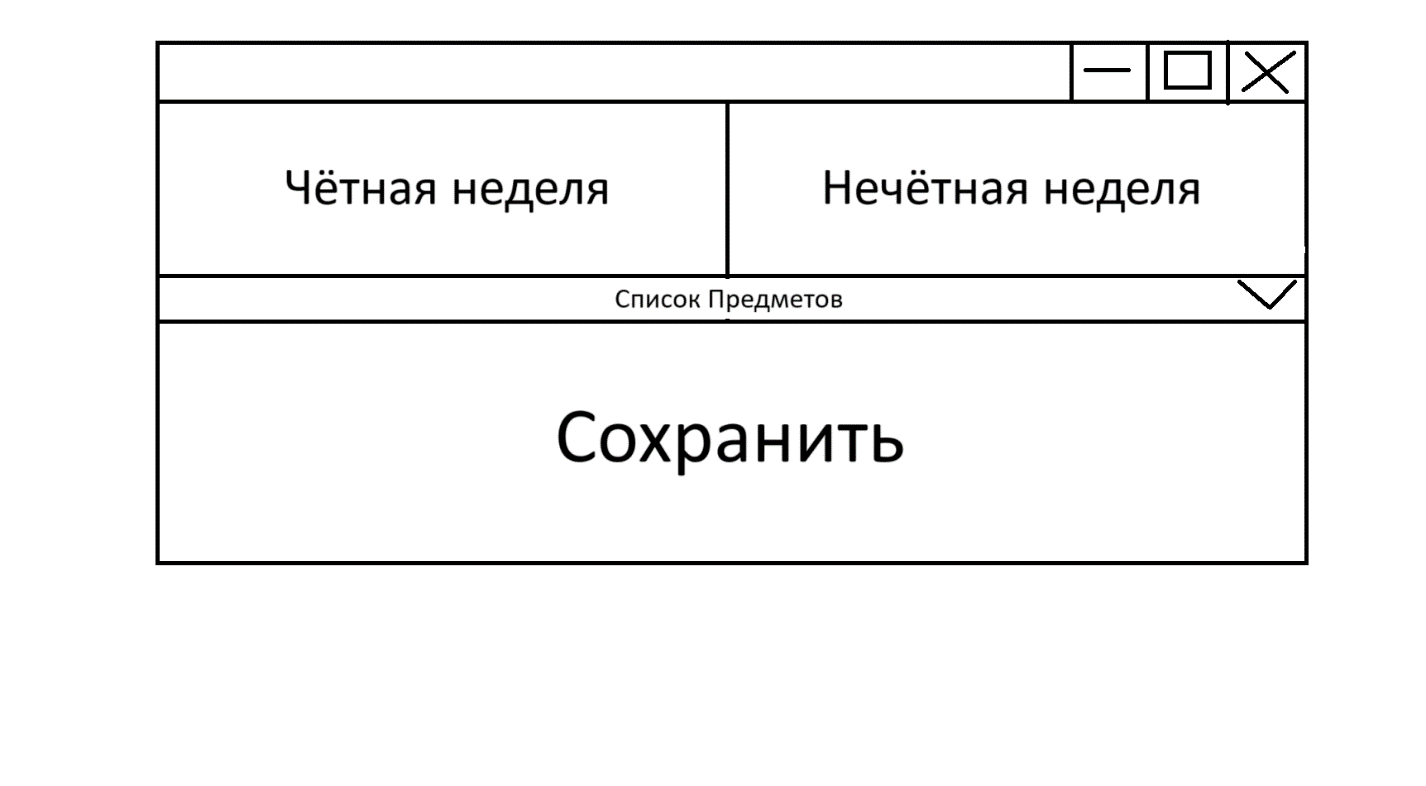 Чётная неделя
Нечётная неделя
Список Предметов
Сохранить